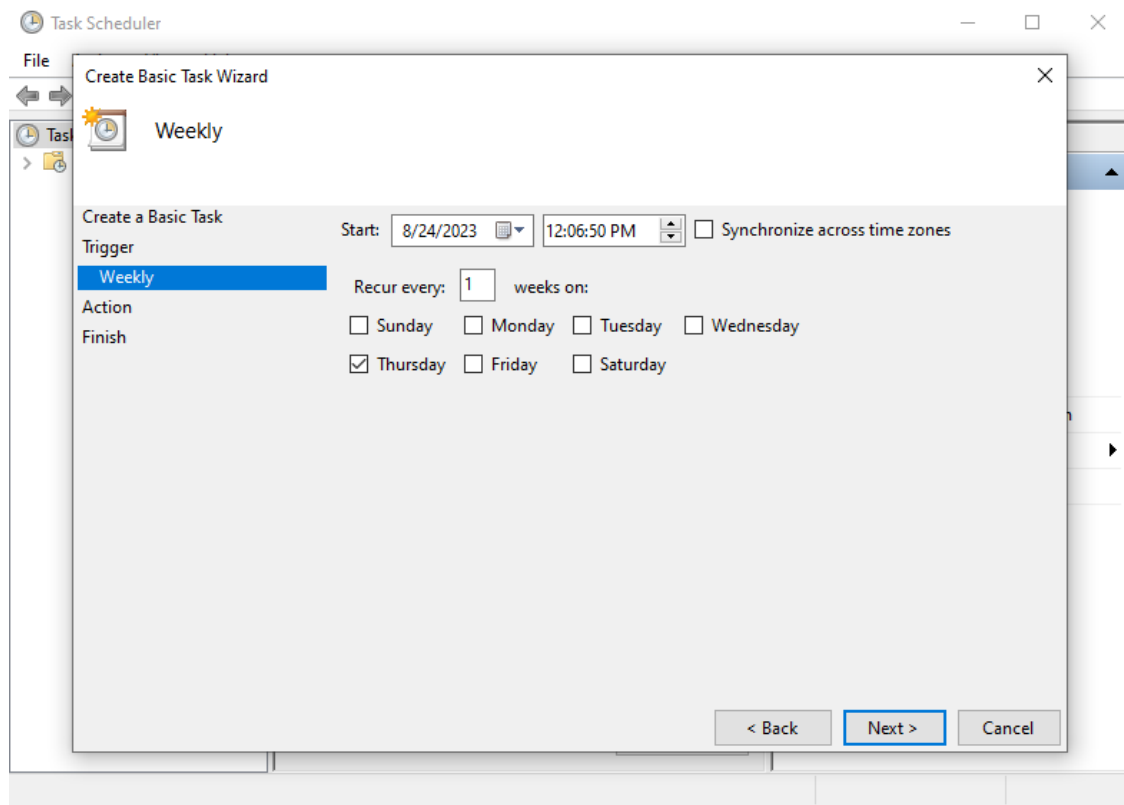 Task Scheduler
File
Create Basic Task Wizard
Weekly
Create a Basic Task
Trigger
Weekly
Action
Finish
Start: 8/24/2023 12:06:50 PM Synchronize across time zones
Recur every: 1 weeks on:
Sunday Monday Tuesday Wednesday
Thursday Friday Saturday
< Back Next > Cancel